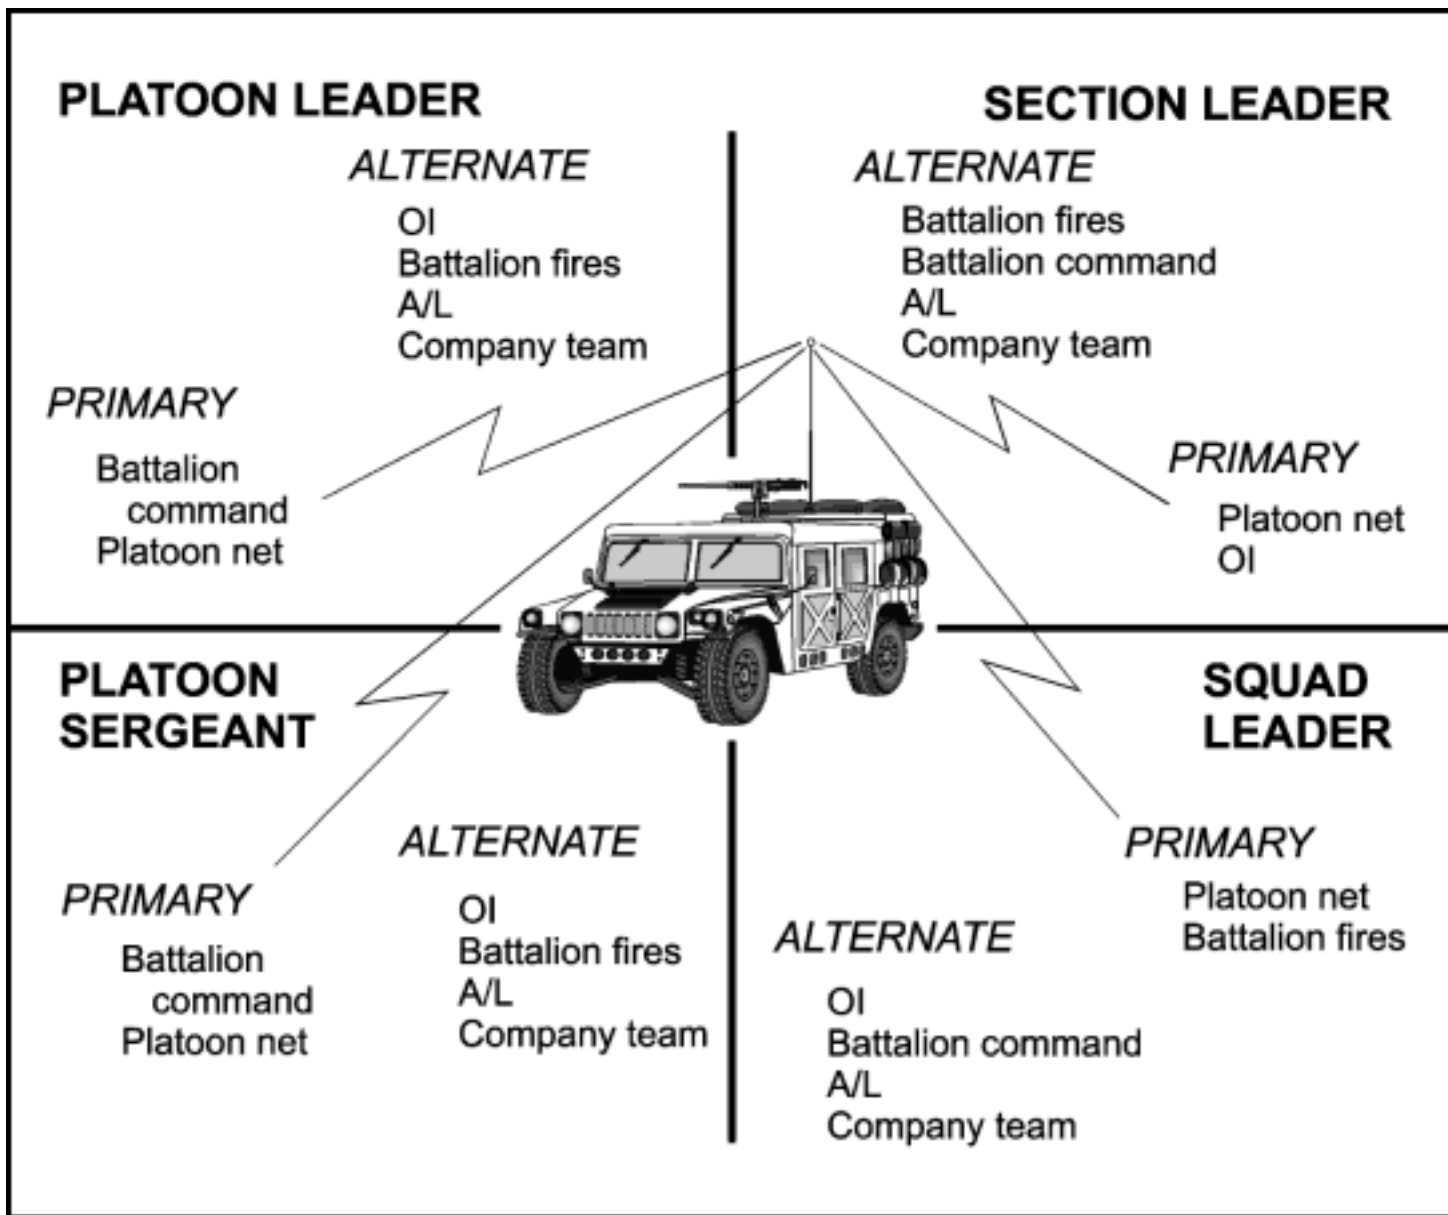 PLATOON LEADER
ALTERNATE
OI
Battalion fires
A/L
Company team
PRIMARY
Battalion
command
Platoon net
SECTION LEADER
ALTERNATE
Battalion fires
Battalion command
A/L
Company team
PRIMARY
Platoon net
OI
PLATOON
SERGEANT
ALTERNATE
OI
Battalion fires
A/L
Company team
PRIMARY
Battalion
command
Platoon net
SQUAD
LEADER
PRIMARY
Platoon net
Battalion fires
ALTERNATE
OI
Battalion command
A/L
Company team